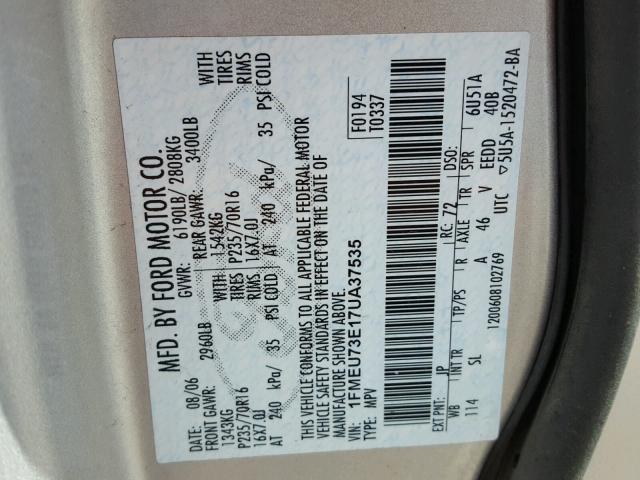 MFD. BY FORD MOTOR CO.
DATE: 08/06 GVWR: 6190LB/ 2808KG
FRONT GAWR: 2960LB REAR GAWR: 3400LB
1343KG WITH 1542KG WITH
P235/70R16 TIRES P235/70R16 TIRES
16X7.0J RIMS 16X7.0J RIMS
AT 240 kPa/ 35 PSI COLD AT 240 kPa/ 35 PSI COLD
THIS VEHICLE CONFORMS TO ALL APPLICABLE FEDERAL MOTOR
VEHICLE SAFETY STANDARDS IN EFFECT ON THE DATE OF
MANUFACTURE SHOWN ABOVE.
VIN: 1FMEU73E17UA37535 F0194
TYPE: MPV T0337
EXT PNT: JP RC: 72 DSO:
WB INT TR TP/PS R AXLE TR SPR 6U51A
114 SL A 46 V EEDD 40B
1200608102769 UTC ▽5U5A-1520472-BA